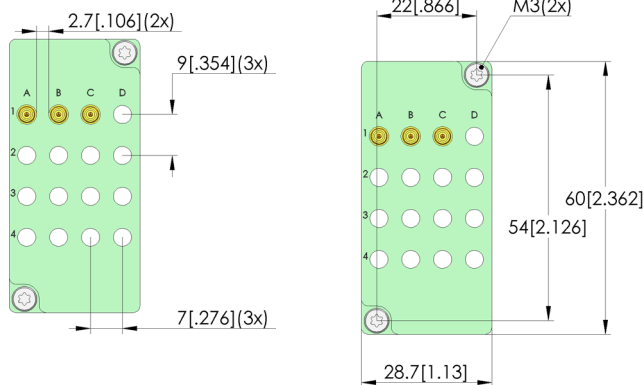 2.7[.106](2x)
9[.354](3x)
A B C D
1
2
3
4
7[.276](3x)
22[.866]
M3(2x)
A B C D
1
2
3
4
60[2.362]
54[2.126]
28.7[1.13]